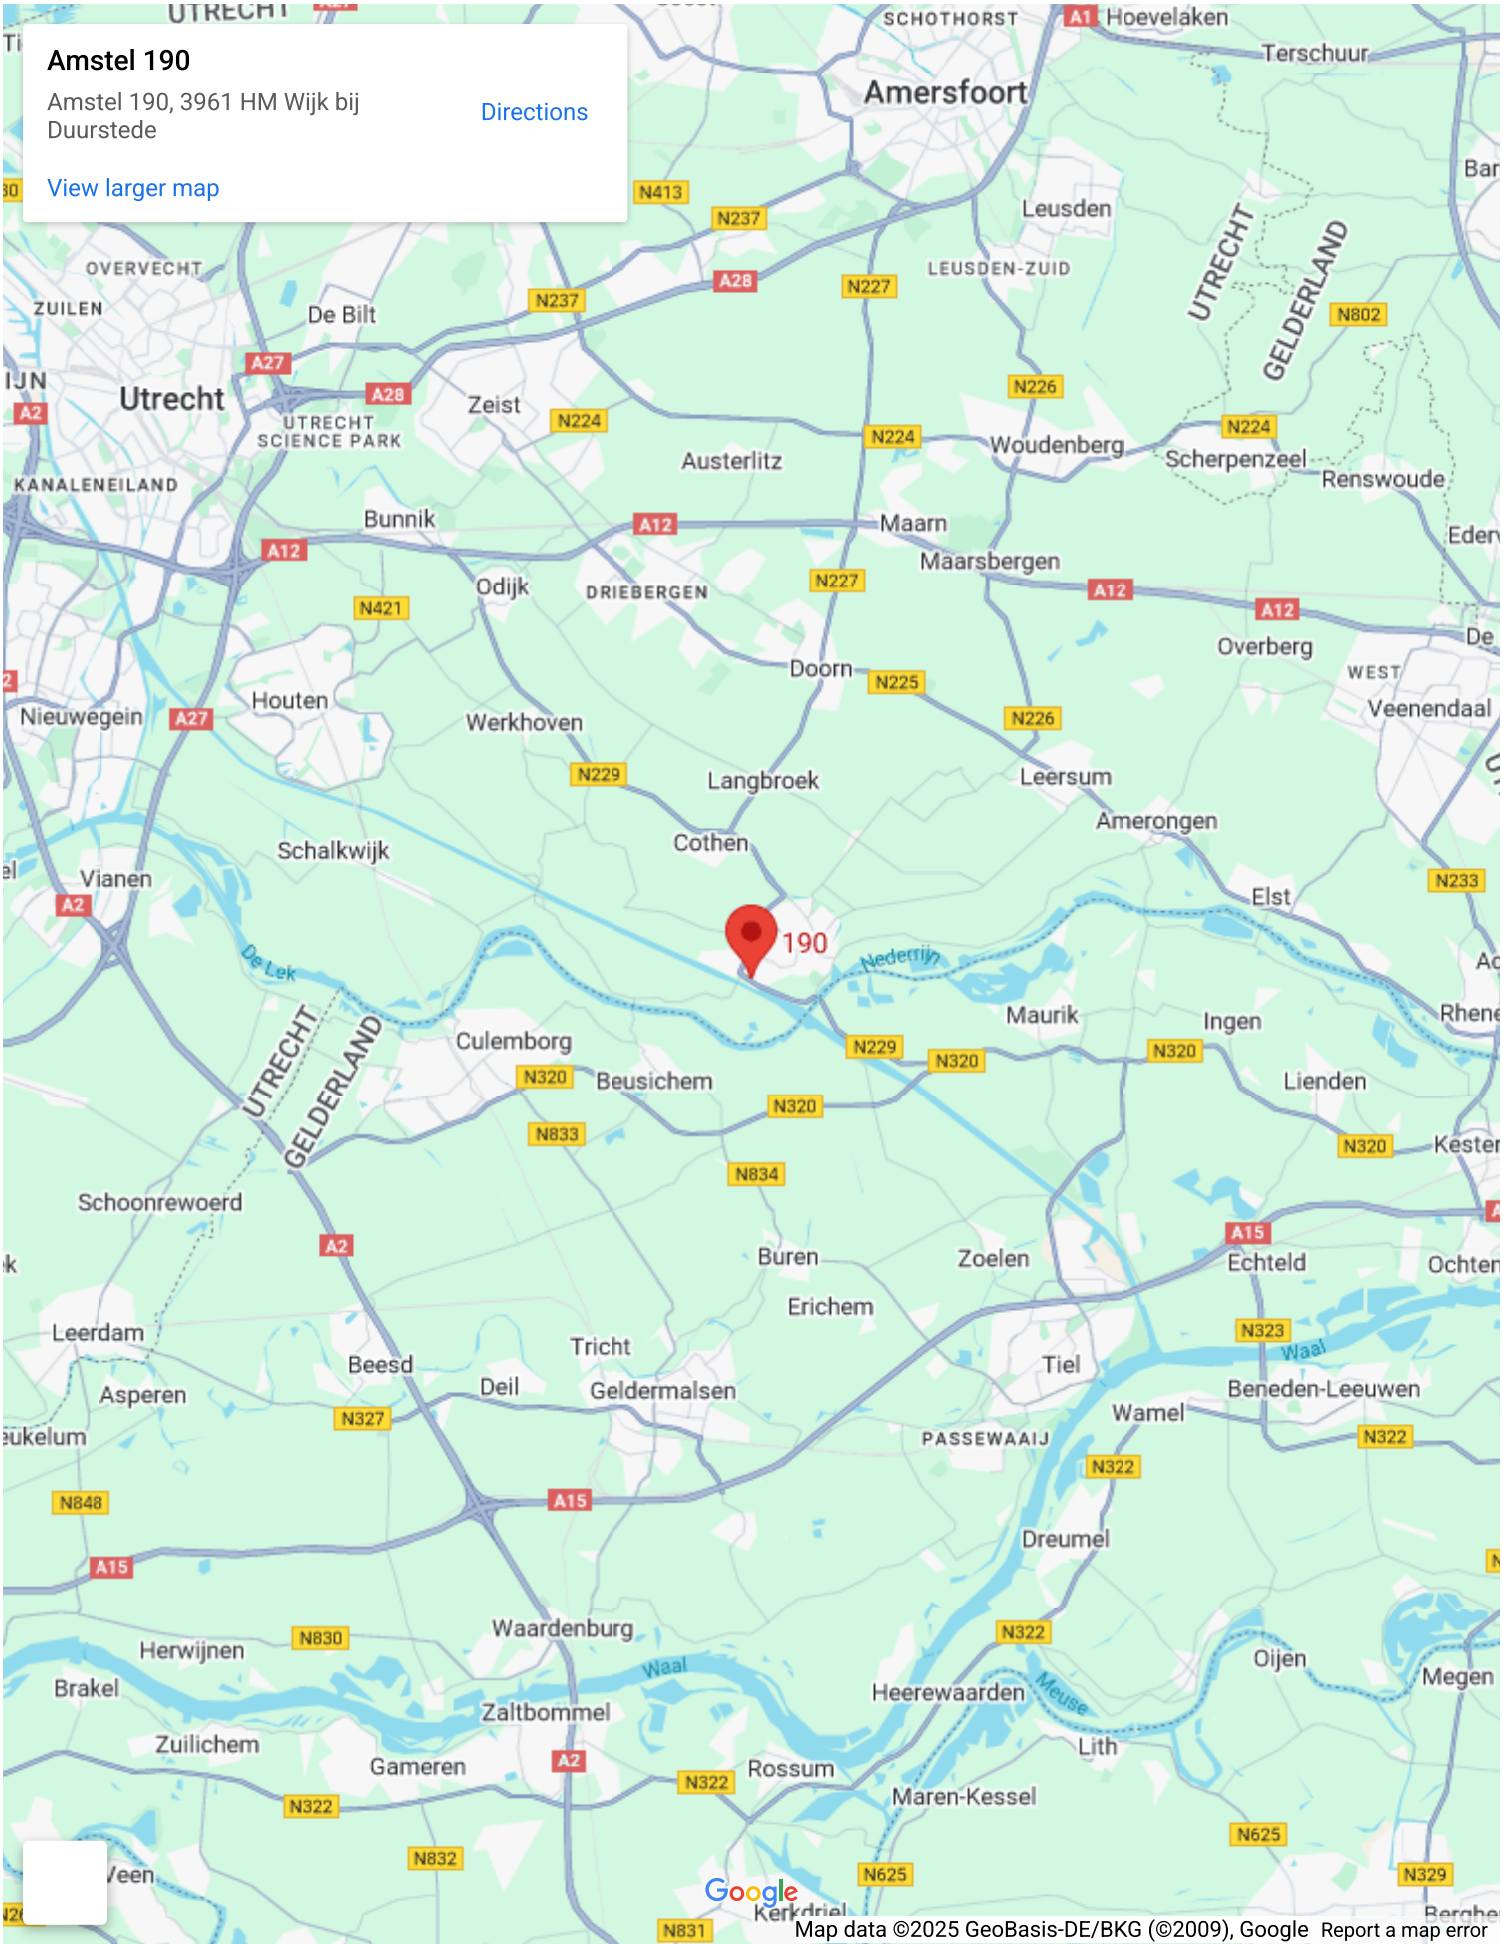 UTRECHT
SCHOTHORST
A1
Hoevelaken
Terschuur
Amstel 190
Amstel 190, 3961 HM Wijk bij
Duurstede
Directions
View larger map
Amersfoort
N413
N237
Leusden
OVERVECHT
LEUSDEN-ZUID
UTRECHT
GELDERLAND
A28
N227
ZUILEN
De Bilt
N237
N802
A27
A28
N226
A2
Utrecht
UTRECHT
SCIENCE PARK
Zeist
N224
N224
N224
Woudenberg
Austerlitz
Scherpenzeel
Renswoude
KANALENEILAND
Bunnik
A12
Maarn
A12
Maarsbergen
Odijk
DRIEBERGEN
N227
A12
A12
N421
De
Overberg
Doorn
N225
WEST
Houten
Nieuwegein
A27
Werkhoven
N226
Veenendaal
N229
Langbroek
Leersum
Cothen
Amerongen
Schalkwijk
Vianen
A2
N233
Elst
190
De Lek
Nederrijn
Maurik
Ingen
UTRECHT
GELDERLAND
Culemborg
N229
N320
N320
N320
Beusichem
Lienden
N320
N833
N320
N834
Schoonrewoerd
A2
A15
Buren
Zoelen
Echteld
Erichem
Leerdam
Tricht
N323
Waal
Beesd
Tiel
Asperen
Deil
Geldermalsen
Beneden-Leeuwen
N327
Wamel
PASSEWAAIJ
N322
N322
N848
A15
Dreumel
A15
Waardenburg
N830
N322
Herwijnen
Oijen
Waal
Brakel
Heerewaarden
Meuse
Megen
Zaltbommel
Zuilichem
Lith
Gameren
A2
Rossum
N322
Maren-Kessel
N322
N625
N832
Veen
N625
N329
Google
Kerkdriel
N831
Map data ©2025 GeoBasis-DE/BKG (©2009), Google
Report a map error